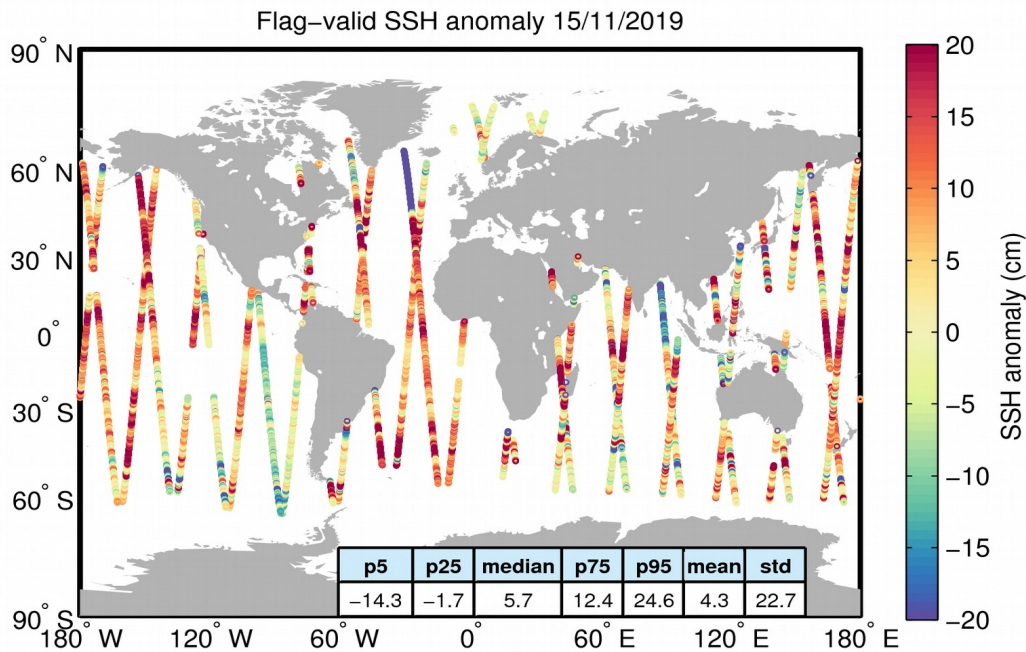 Flag−valid SSH anomaly 15/11/2019
90° N
60° N
30° N
0°
30° S
60° S
90° S
180° W
120° W
60° W
0°
60° E
120° E
180° E
p5 p25 median p75 p95 mean std
−14.3 −1.7 5.7 12.4 24.6 4.3 22.7
20
15
10
5
0
−5
−10
−15
−20
SSH anomaly (cm)